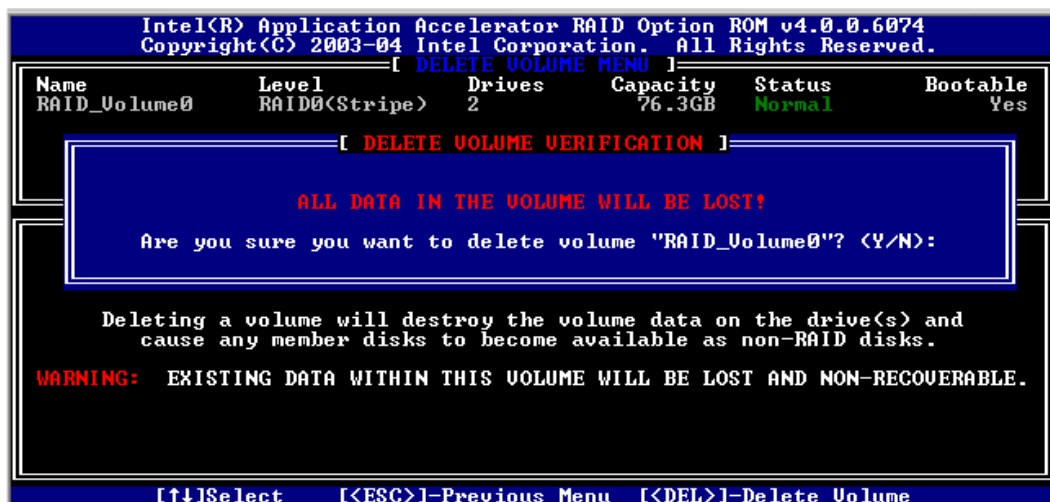 Intel(R) Application Accelerator RAID Option ROM v4.0.0.6074
Copyright(C) 2003-04 Intel Corporation. All Rights Reserved.
[ DELETE VOLUME MENU ]
Name Level Drives Capacity Status Bootable
RAID_Volume0 RAID0(Stripe) 2 76.3GB Normal Yes
[ DELETE VOLUME VERIFICATION ]
ALL DATA IN THE VOLUME WILL BE LOST!
Are you sure you want to delete volume "RAID_Volume0"? (Y/N):
Deleting a volume will destroy the volume data on the drive(s) and
cause any member disks to become available as non-RAID disks.
WARNING: EXISTING DATA WITHIN THIS VOLUME WILL BE LOST AND NON-RECOVERABLE.
[↑↓]Select [<ESC>]-Previous Menu [<DEL>]-Delete Volume